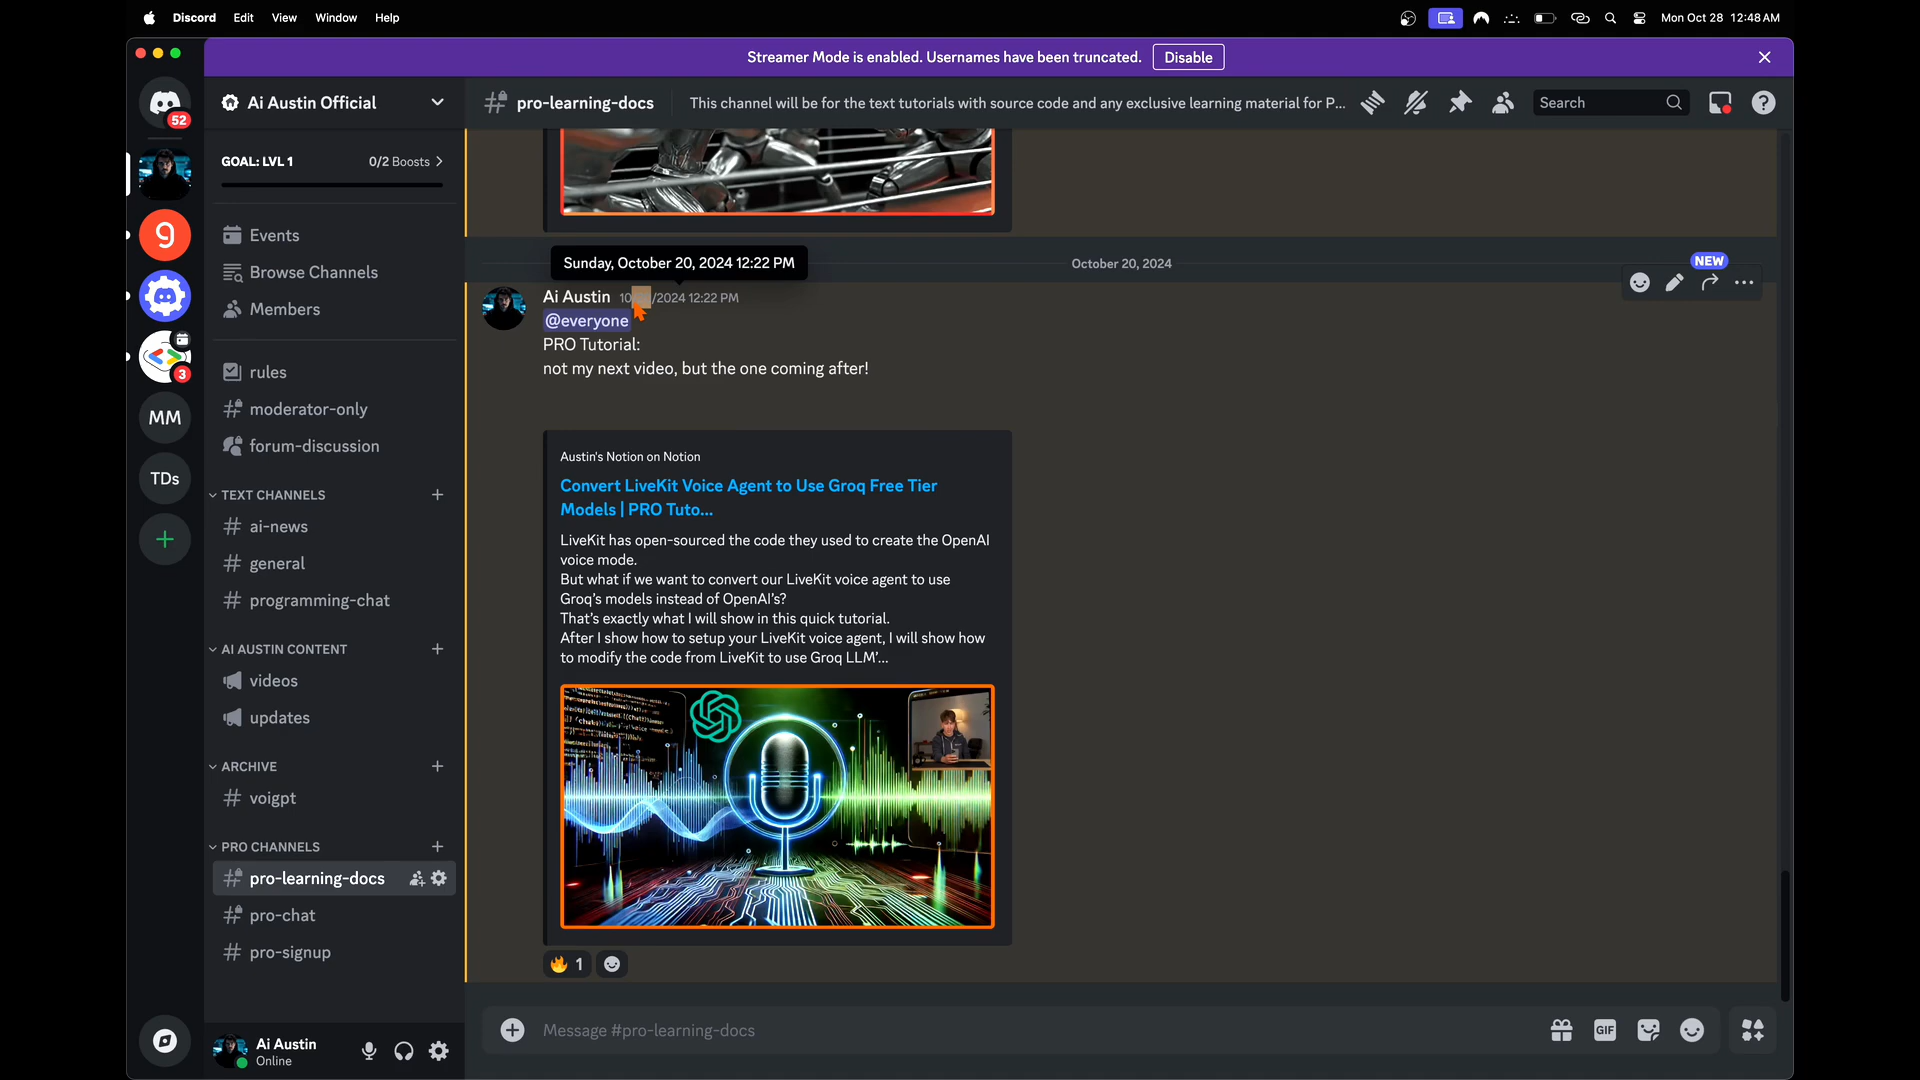 Discord Edit View Window Help
Mon Oct 28 12:48 AM
Streamer Mode is enabled. Usernames have been truncated. Disable
52
3
MM
TDs
Ai Austin Official
GOAL: LVL 1 0/2 Boosts
Events
Browse Channels
Members
rules
moderator-only
forum-discussion
TEXT CHANNELS
ai-news
general
programming-chat
AI AUSTIN CONTENT
videos
updates
ARCHIVE
voigpt
PRO CHANNELS
pro-learning-docs
pro-chat
pro-signup
Ai Austin
Online
pro-learning-docs This channel will be for the text tutorials with source code and any exclusive learning material for P... Search
Sunday, October 20, 2024 12:22 PM
October 20, 2024
NEW
Ai Austin /2024 12:22 PM
@everyone
PRO Tutorial:
not my next video, but the one coming after!
Austin's Notion on Notion
Convert LiveKit Voice Agent to Use Groq Free Tier
Models | PRO Tuto...
LiveKit has open-sourced the code they used to create the OpenAI
voice mode.
But what if we want to convert our LiveKit voice agent to use
Groq’s models instead of OpenAI’s?
That’s exactly what I will show in this quick tutorial.
After I show how to setup your LiveKit voice agent, I will show how
to modify the code from LiveKit to use Groq LLM’...
1
Message #pro-learning-docs
GIF